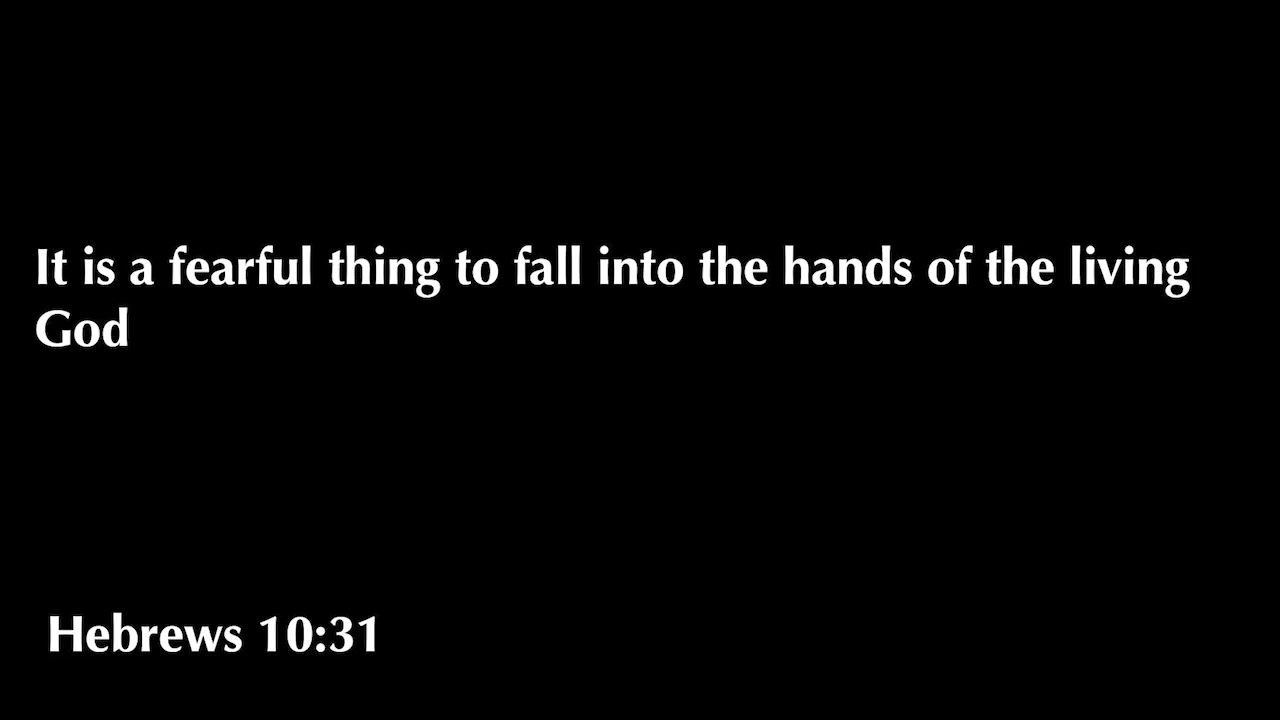 It is a fearful thing to fall into the hands of the living
God
Hebrews 10:31